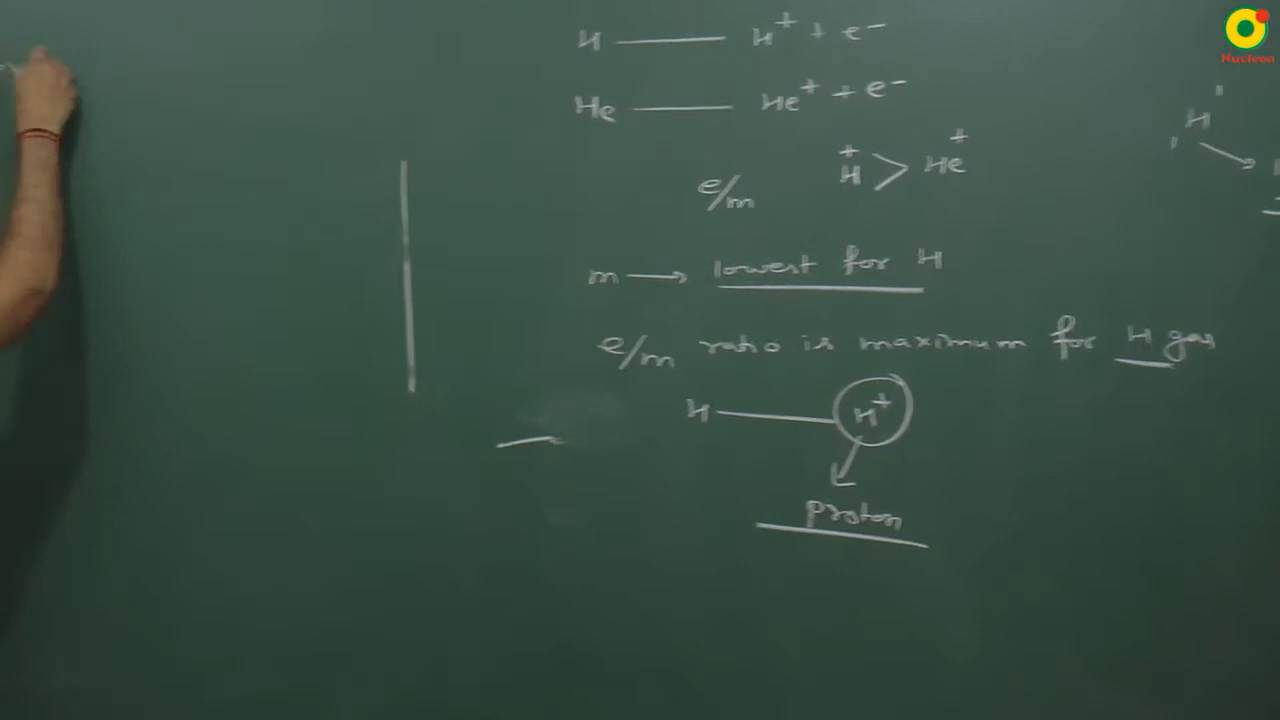 H —— H⁺ + e⁻
He —— He⁺ + e⁻
e/m H⁺ > He⁺
m → lowest for H
e/m ratio is maximum for H gas
H —— H⁺
proton
H
Nucleon